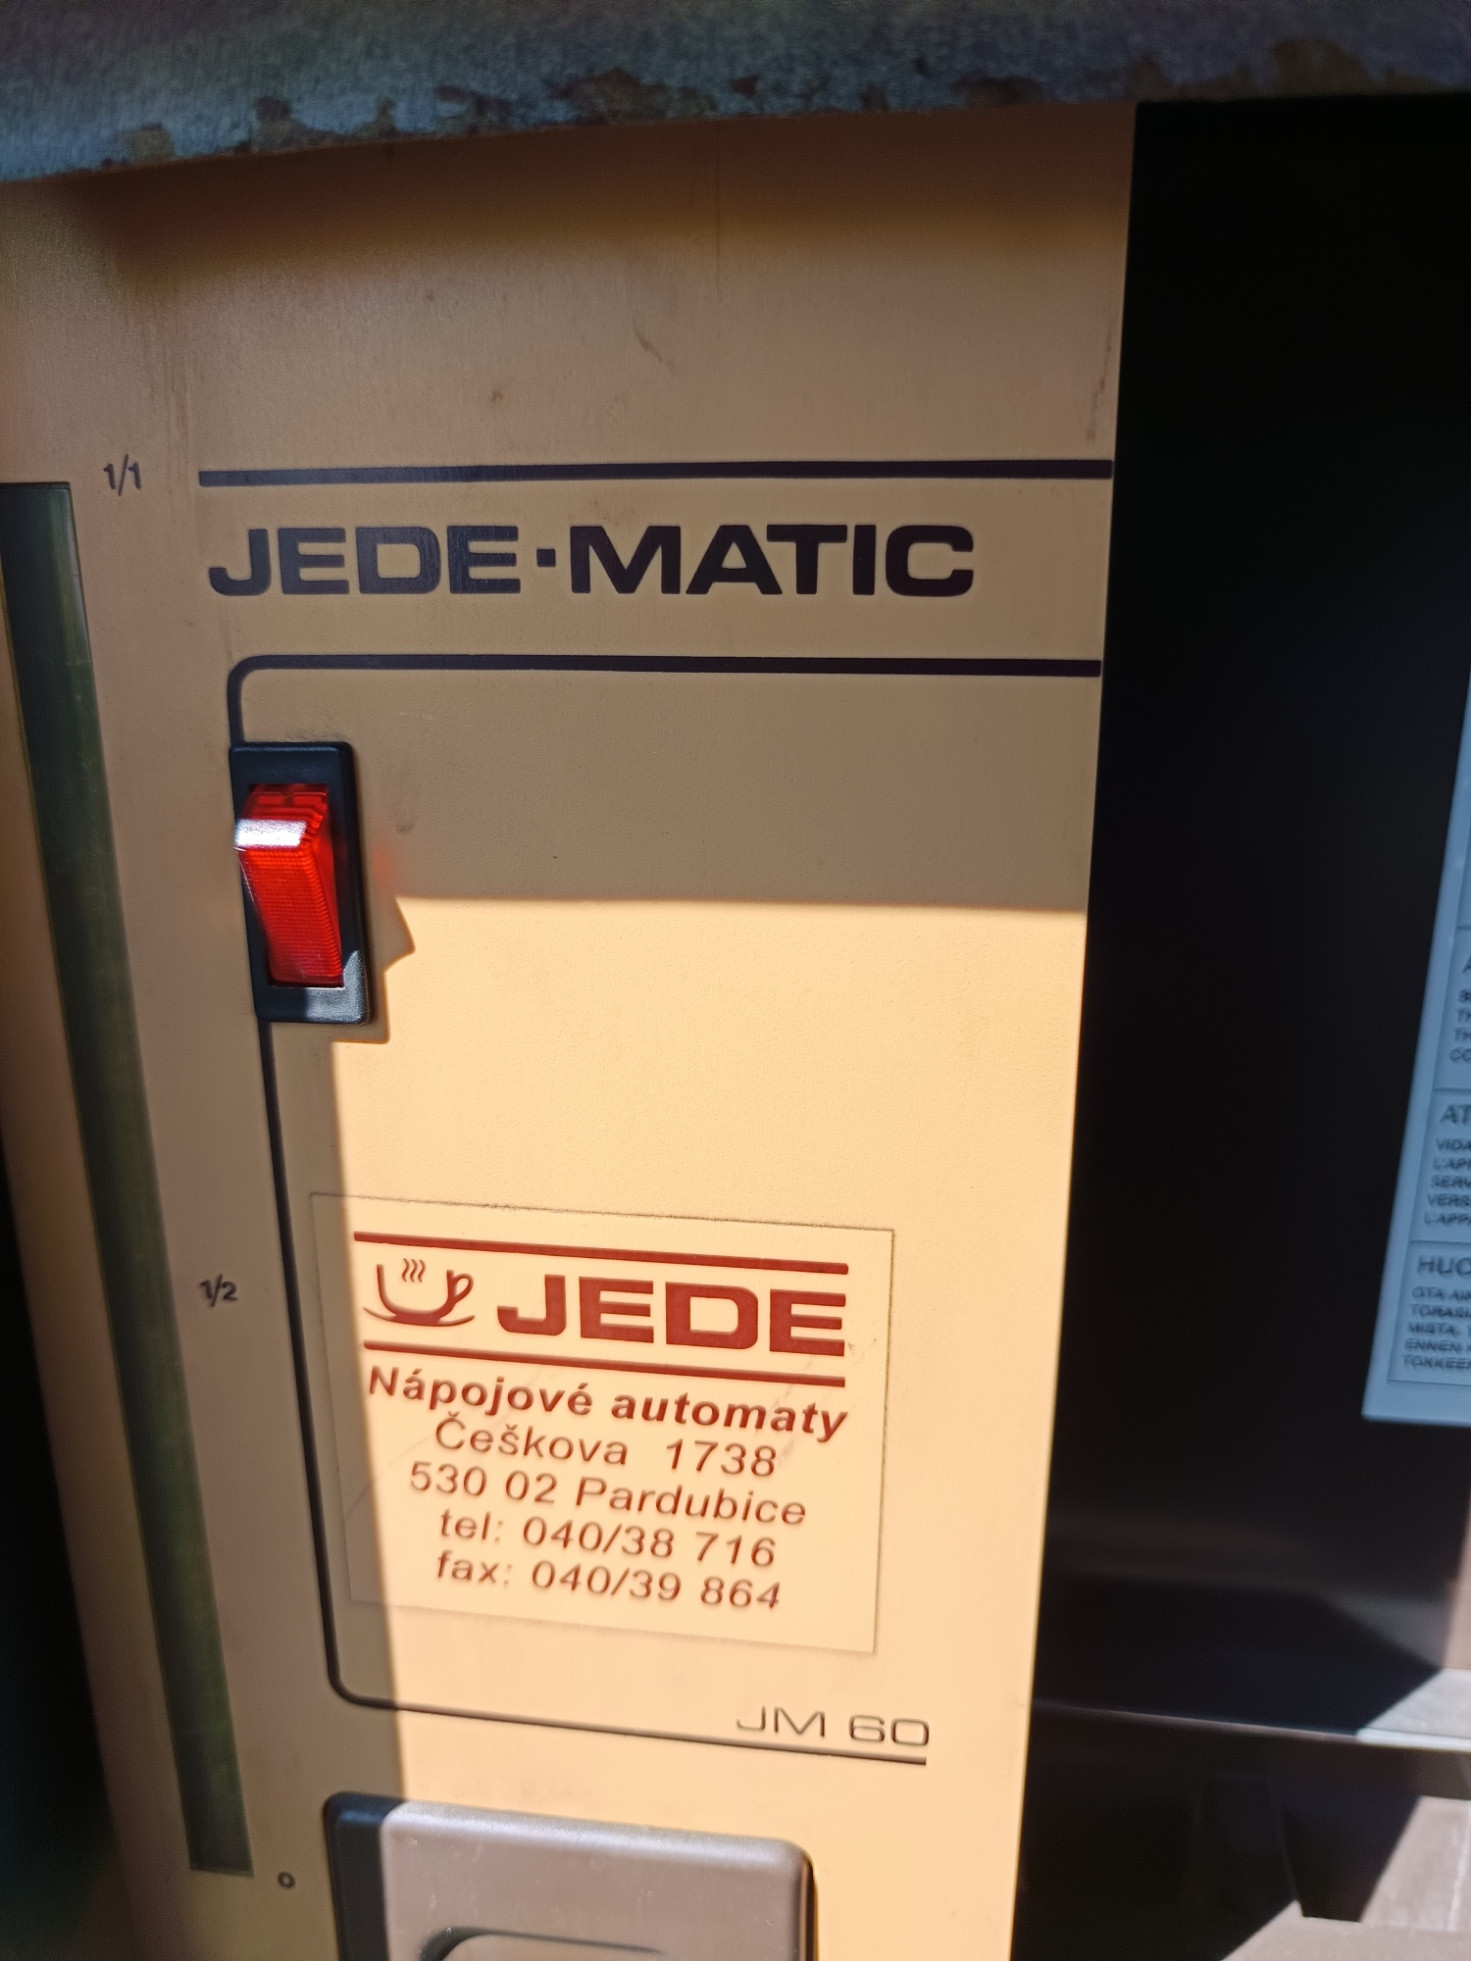 1/1
JEDE·MATIC
JEDE
Nápojové automaty
Češkova 1738
530 02 Pardubice
tel: 040/38 716
fax: 040/39 864
1/2
JM 60
0
HUO